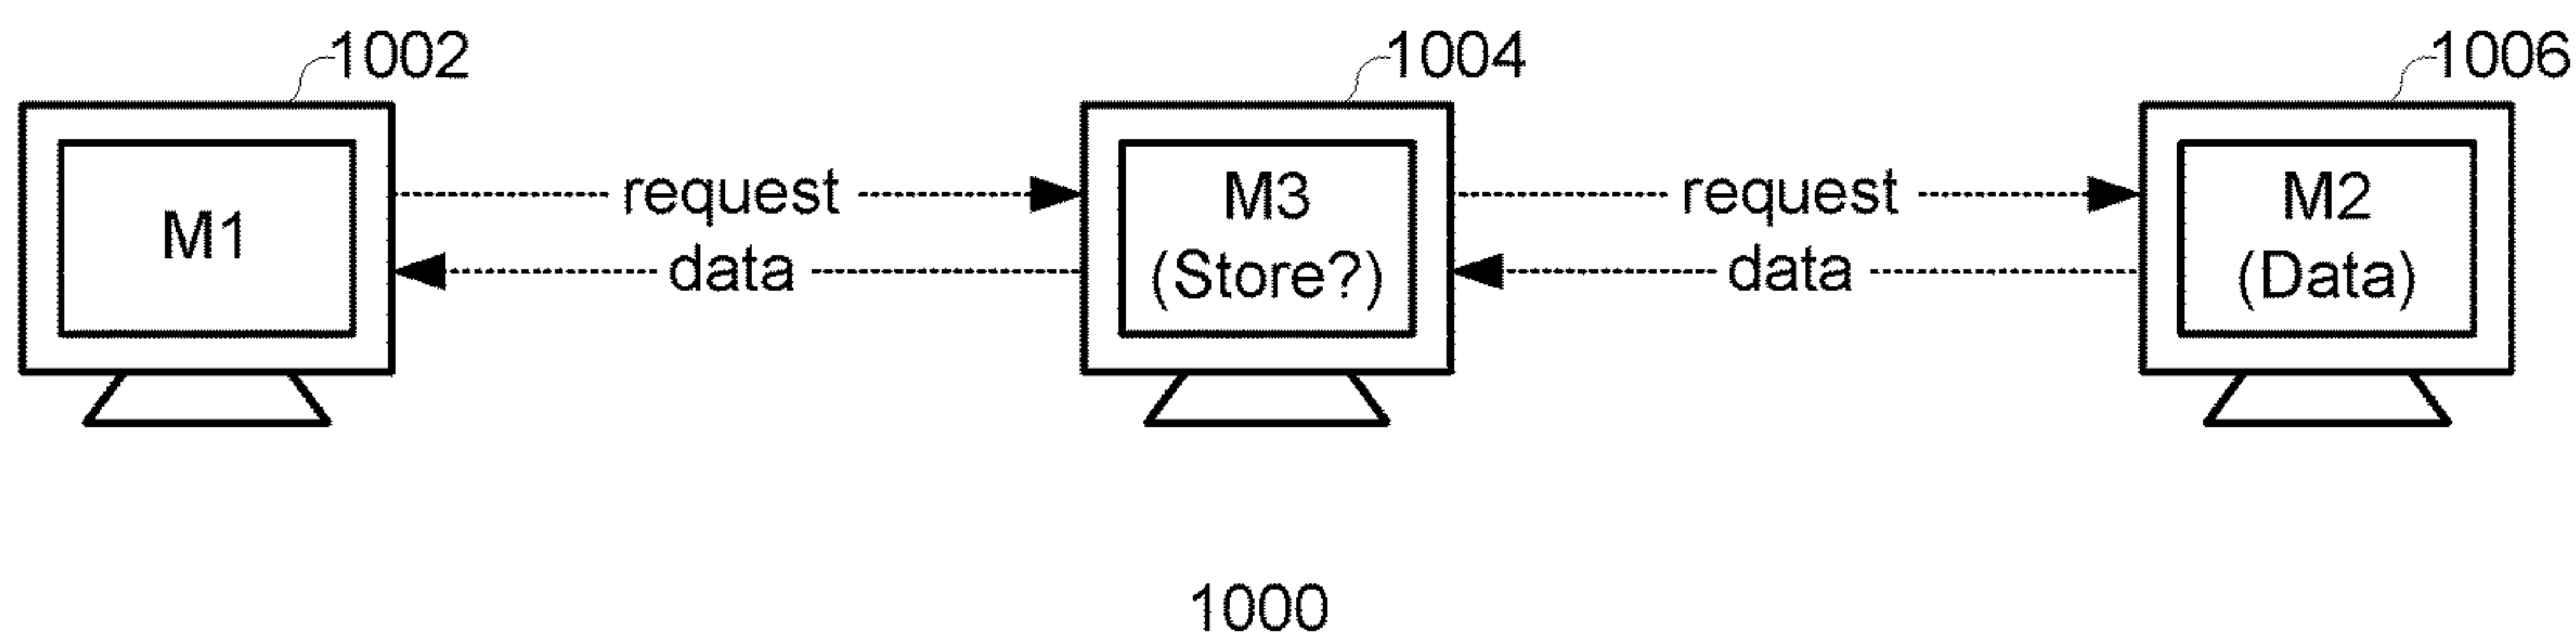 1002
1004
1006
M1
request
data
M3
(Store?)
request
data
M2
(Data)
1000